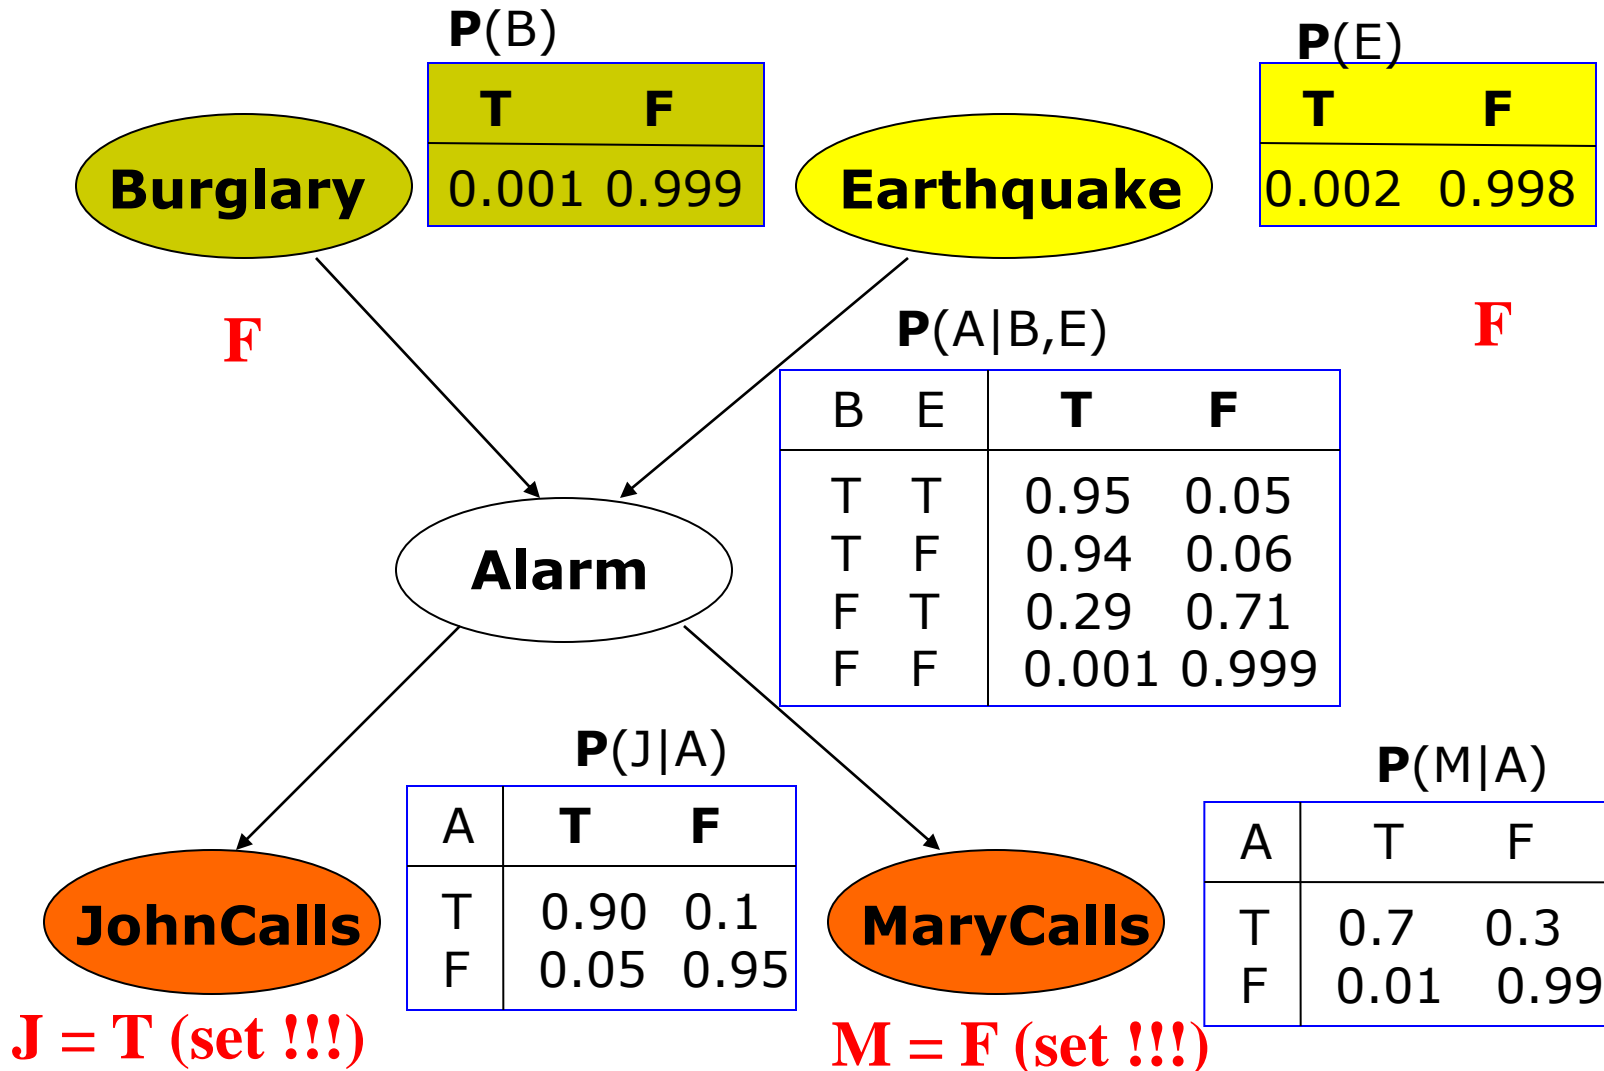 P(B)
T F
0.001 0.999
Burglary
P(E)
T F
0.002 0.998
Earthquake
F
F
P(A|B,E)
B E T F
T T 0.95 0.05
T F 0.94 0.06
F T 0.29 0.71
F F 0.001 0.999
Alarm
P(J|A)
A T F
T 0.90 0.1
F 0.05 0.95
JohnCalls
J = T (set !!!)
P(M|A)
A T F
T 0.7 0.3
F 0.01 0.99
MaryCalls
M = F (set !!!)